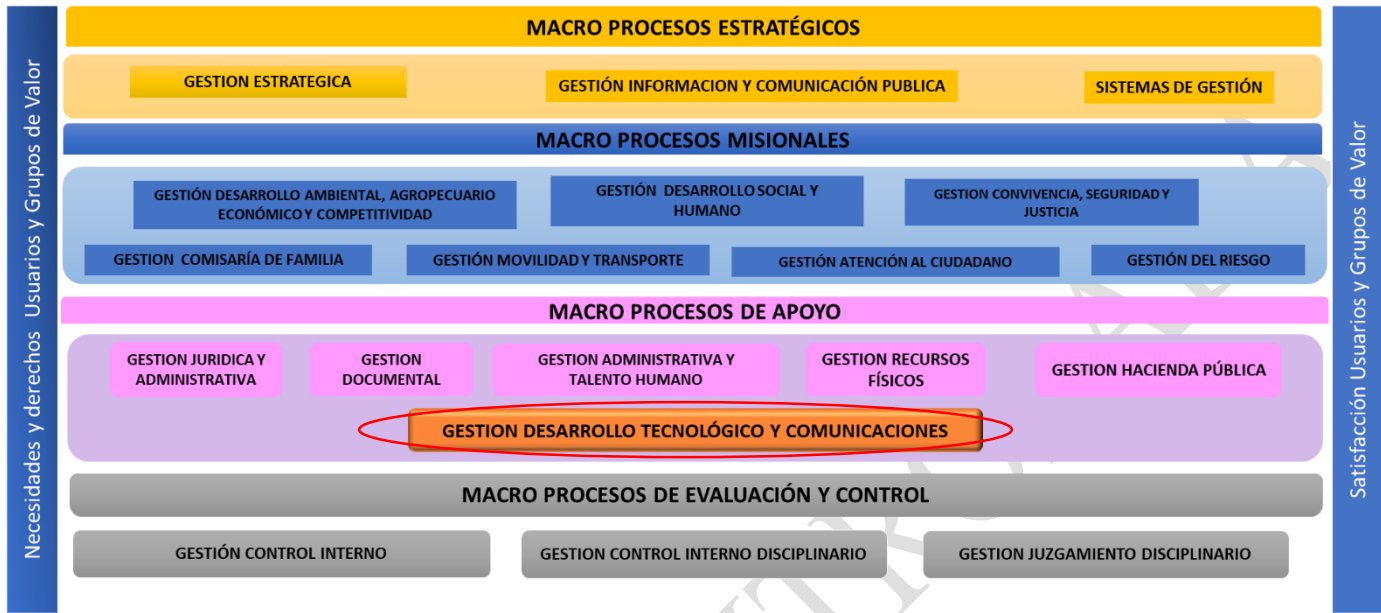 Necesidades y derechos Usuarios y Grupos de Valor
MACRO PROCESOS ESTRATÉGICOS
GESTION ESTRATEGICA
GESTIÓN INFORMACION Y COMUNICACIÓN PUBLICA
SISTEMAS DE GESTIÓN
MACRO PROCESOS MISIONALES
GESTIÓN DESARROLLO AMBIENTAL, AGROPECUARIO
ECONÓMICO Y COMPETITIVIDAD
GESTIÓN DESARROLLO SOCIAL Y
HUMANO
GESTION CONVIVENCIA, SEGURIDAD Y
JUSTICIA
GESTION COMISARÍA DE FAMILIA
GESTIÓN MOVILIDAD Y TRANSPORTE
GESTIÓN ATENCIÓN AL CIUDADANO
GESTIÓN DEL RIESGO
MACRO PROCESOS DE APOYO
GESTION JURIDICA Y
ADMINISTRATIVA
GESTION
DOCUMENTAL
GESTION ADMINISTRATIVA Y
TALENTO HUMANO
GESTION RECURSOS
FÍSICOS
GESTION HACIENDA PÚBLICA
GESTION DESARROLLO TECNOLÓGICO Y COMUNICACIONES
MACRO PROCESOS DE EVALUACIÓN Y CONTROL
GESTIÓN CONTROL INTERNO
GESTION CONTROL INTERNO DISCIPLINARIO
GESTION JUZGAMIENTO DISCIPLINARIO
Satisfacción Usuarios y Grupos de Valor